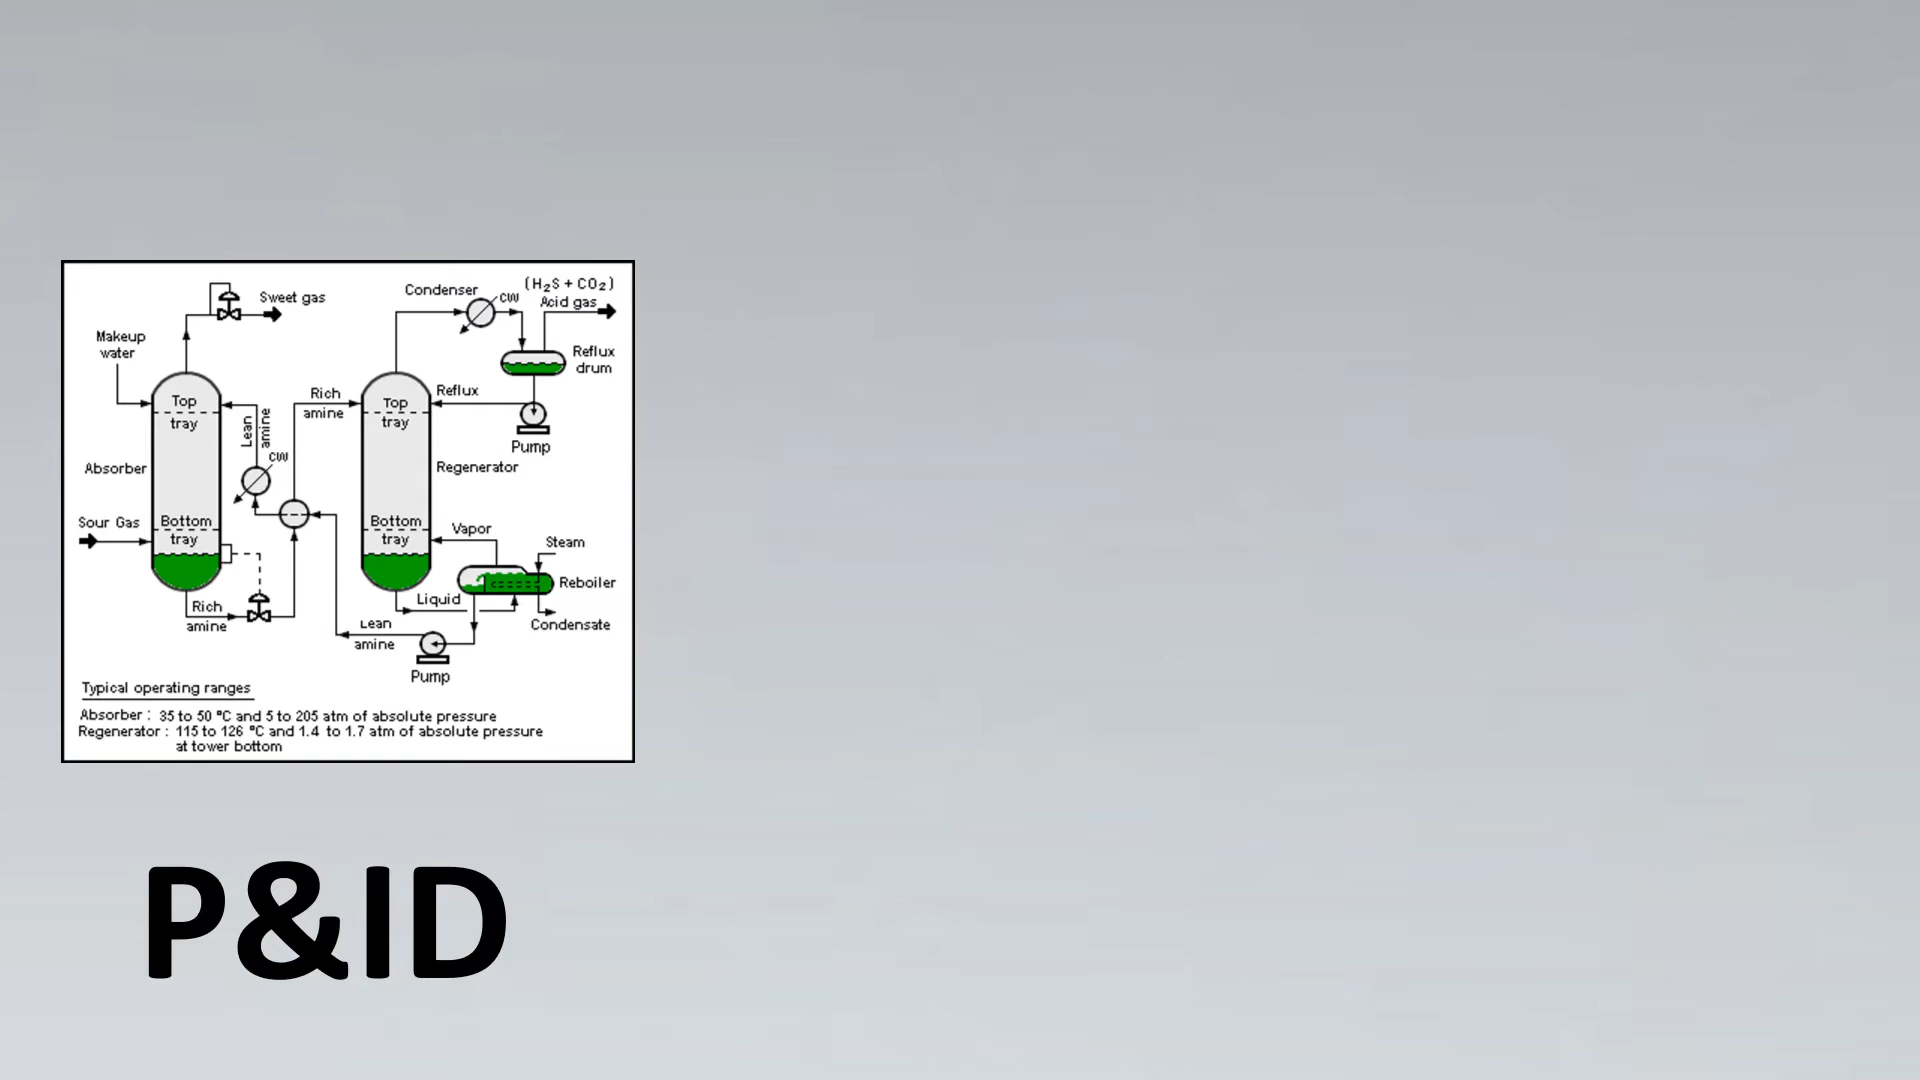 (H₂S + CO₂)
Condenser
CW
Acid gas
Sweet gas
Makeup
water
Reflux
drum
Top
tray
Lean
amine
Rich
amine
Top
tray
Reflux
Pump
CW
Absorber
Regenerator
Sour Gas
Bottom
tray
Bottom
tray
Vapor
Steam
Reboiler
Liquid
Condensate
Rich
amine
Lean
amine
Pump
Typical operating ranges
Absorber : 35 to 50 °C and 5 to 205 atm of absolute pressure
Regenerator : 115 to 126 °C and 1.4 to 1.7 atm of absolute pressure
at tower bottom
P&ID